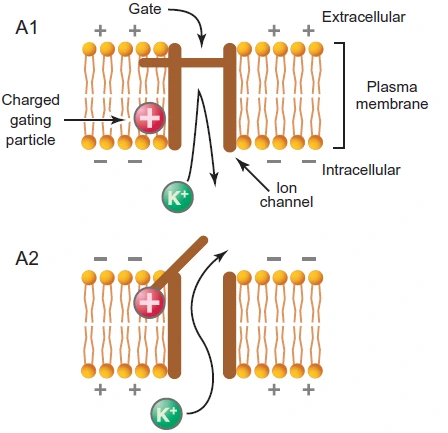 Gate
A1
+ +
+ +
Extracellular
Charged
gating
particle
+
Plasma
membrane
– –
– –
Intracellular
K+
Ion
channel
A2
– –
– –
+
+ +
+ +
K+